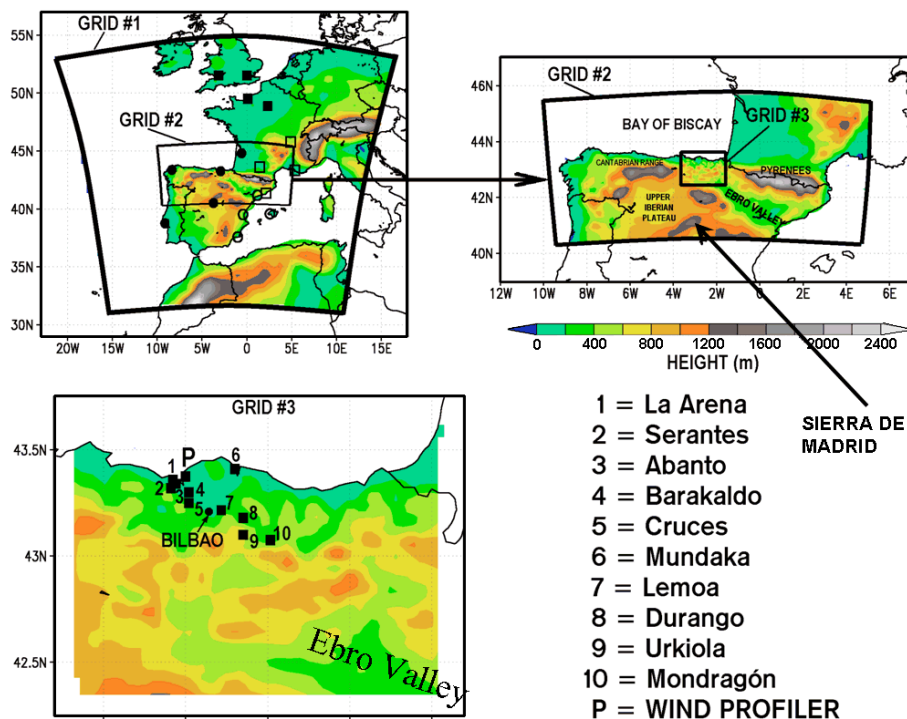 GRID #1
55N
50N
45N
40N
35N
30N
GRID #2
20W
15W
10W
5W
0
5E
10E
15E
GRID #2
46N
44N
42N
40N
BAY OF BISCAY
GRID #3
CANTABRIAN RANGE
PYRENEES
UPPER
IBERIAN
PLATEAU
EBRO VALLEY
12W
10W
8W
6W
4W
2W
0
2E
4E
6E
0
400
800
1200
1600
2000
2400
HEIGHT (m)
SIERRA DE
MADRID
GRID #3
43.5N
43N
42.5N
P
1
2
3
4
5
6
7
8
9
10
BILBAO
Ebro Valley
1 = La Arena
2 = Serantes
3 = Abanto
4 = Barakaldo
5 = Cruces
6 = Mundaka
7 = Lemoa
8 = Durango
9 = Urkiola
10 = Mondragón
P = WIND PROFILER